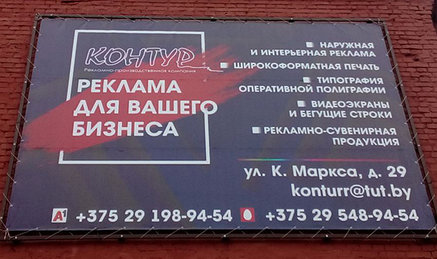 КОНТУР
Рекламно-производственная компания
РЕКЛАМА
ДЛЯ ВАШЕГО
БИЗНЕСА
НАРУЖНАЯ
И ИНТЕРЬЕРНАЯ РЕКЛАМА
ШИРОКОФОРМАТНАЯ ПЕЧАТЬ
ТИПОГРАФИЯ
ОПЕРАТИВНОЙ ПОЛИГРАФИИ
ВИДЕОЭКРАНЫ
И БЕГУЩИЕ СТРОКИ
РЕКЛАМНО-СУВЕНИРНАЯ
ПРОДУКЦИЯ
ул. К. Маркса, д. 29
konturr@tut.by
A1 +375 29 198-94-54 +375 29 548-94-54